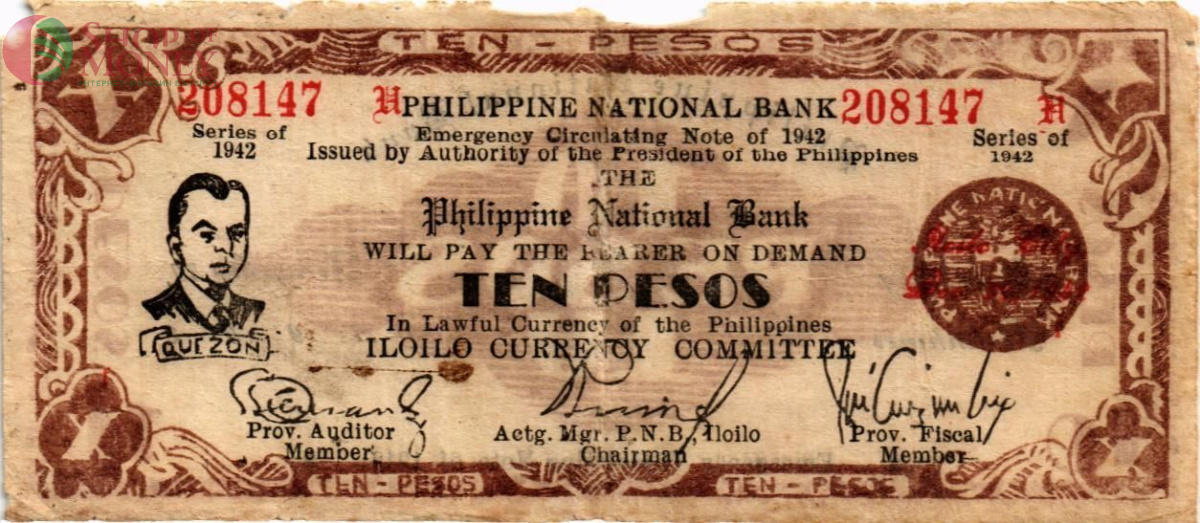 TEN - PESOS
208147 H PHILIPPINE NATIONAL BANK 208147 H
Series of 1942
Emergency Circulating Note of 1942
Series of 1942
Issued by Authority of the President of the Philippines
THE
Philippine National Bank
WILL PAY THE BEARER ON DEMAND
TEN PESOS
In Lawful Currency of the Philippines
ILOILO CURRENCY COMMITTEE
QUEZON
Prov. Auditor
Member
Actg. Mgr. P.N.B., Iloilo
Chairman
Prov. Fiscal
Member
TEN - PESOS
TEN - PESOS
X
X
X